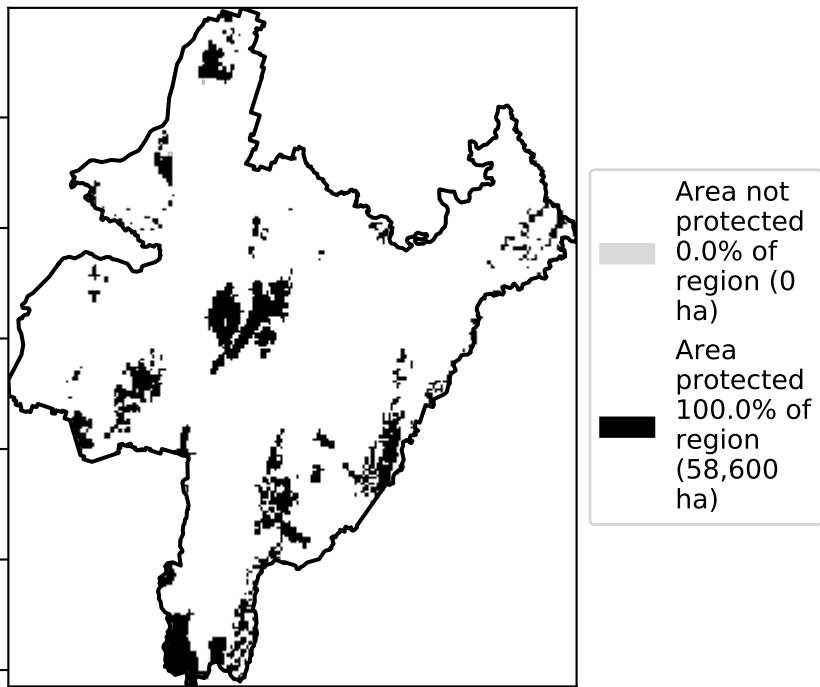 Area not
protected
0.0% of
region (0
ha)
Area
protected
100.0% of
region
(58,600
ha)